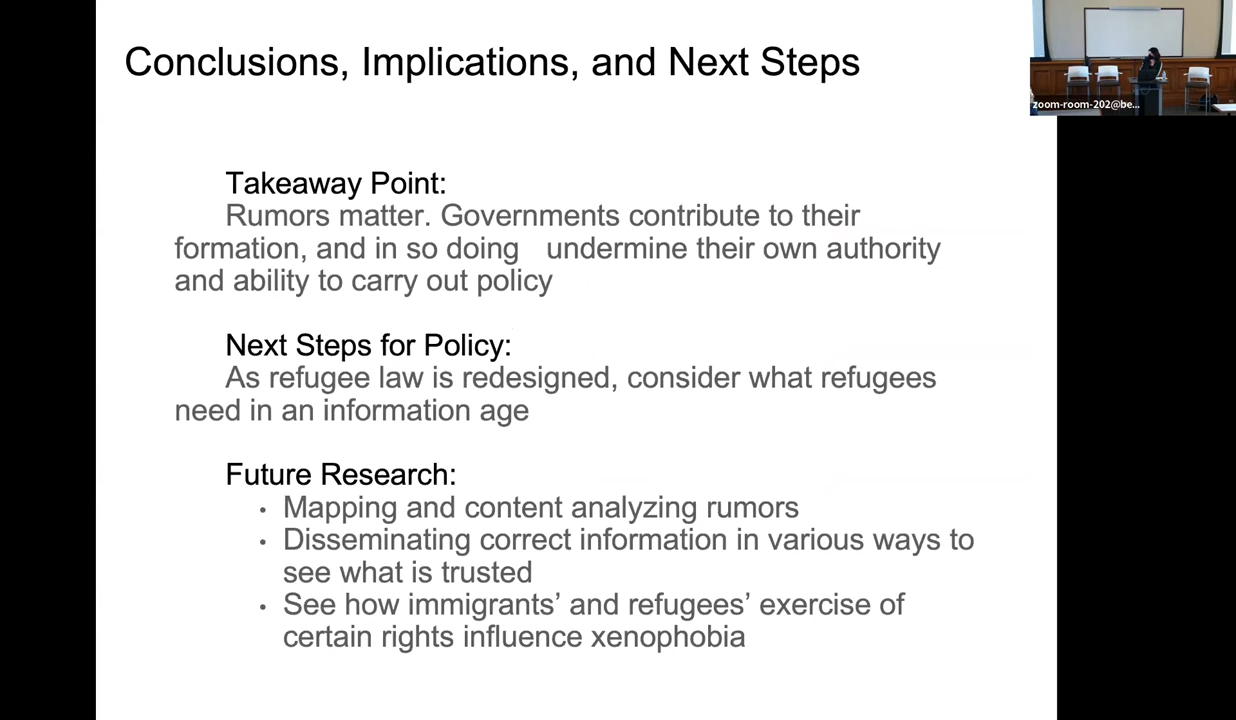 Conclusions, Implications, and Next Steps
zoom-room-202@be...
Takeaway Point:
Rumors matter. Governments contribute to their
formation, and in so doing undermine their own authority
and ability to carry out policy
Next Steps for Policy:
As refugee law is redesigned, consider what refugees
need in an information age
Future Research:
• Mapping and content analyzing rumors
• Disseminating correct information in various ways to
see what is trusted
• See how immigrants’ and refugees’ exercise of
certain rights influence xenophobia